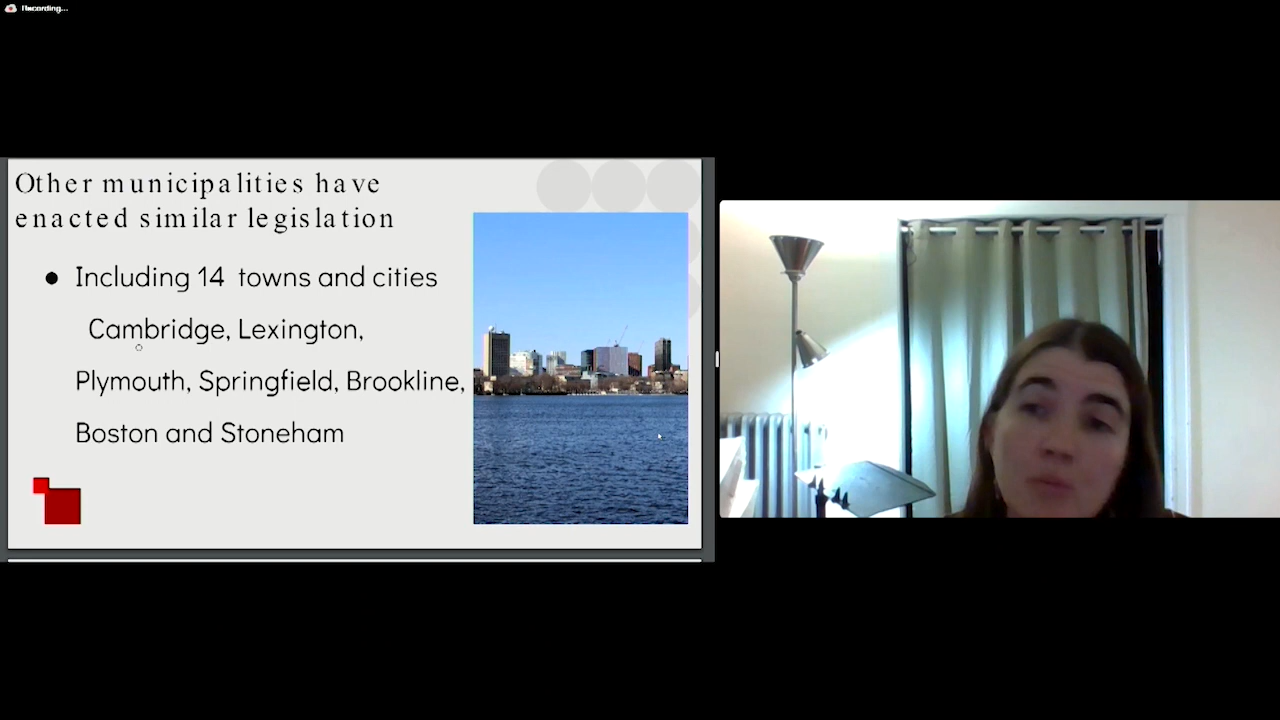 Recording...
Other municipalities have
enacted similar legislation
● Including 14 towns and cities
Cambridge, Lexington,
Plymouth, Springfield, Brookline,
Boston and Stoneham